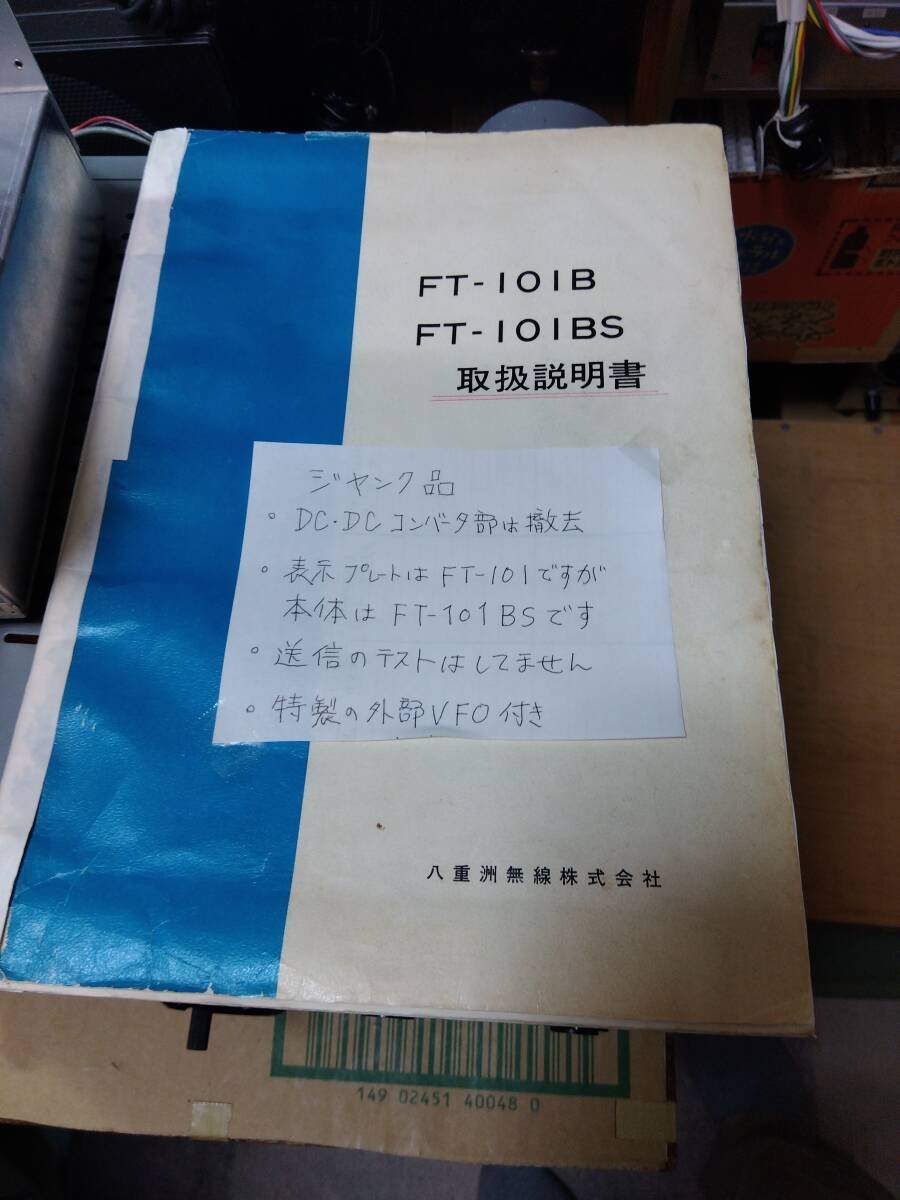 FT-101B
FT-101BS
取扱説明書
ジャンク品
。DC・DCコンバータ部は撤去
。表示プレートはFT-101ですが
本体はFT-101BSです
。送信のテストはしてません
。特製の外部VFO付き
八重洲無線株式会社
149 02451 40048 0